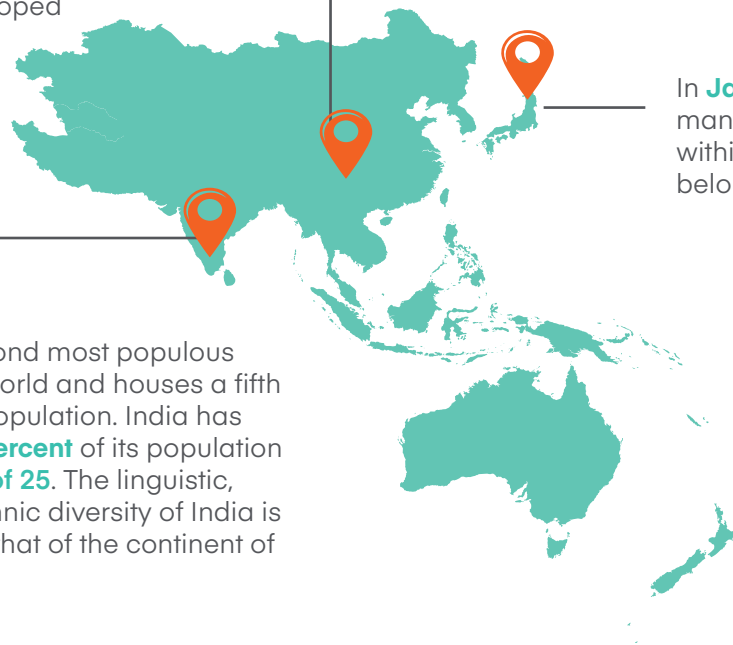 oped
In Ja
man
withi
belo
ond most populous
orld and houses a fifth
opulation. India has
ercent of its population
of 25. The linguistic,
nic diversity of India is
hat of the continent of